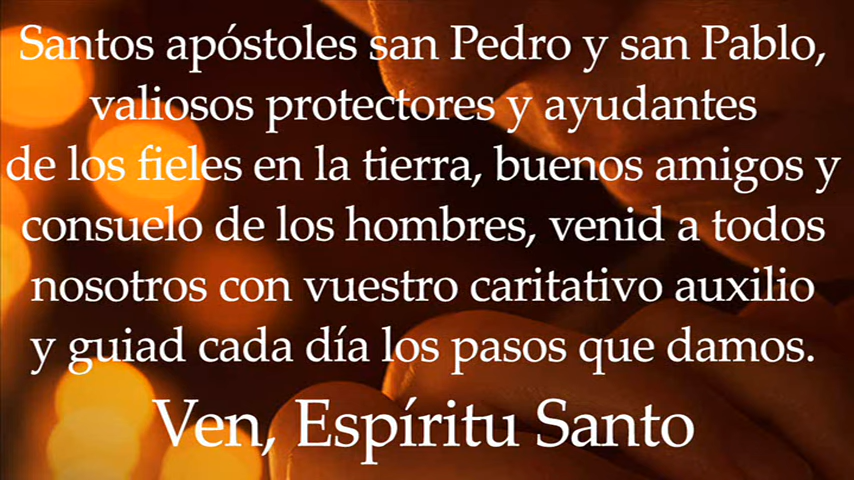 Santos apóstoles san Pedro y san Pablo,
valiosos protectores y ayudantes
de los fieles en la tierra, buenos amigos y
consuelo de los hombres, venid a todos
nosotros con vuestro caritativo auxilio
y guiad cada día los pasos que damos.
Ven, Espíritu Santo